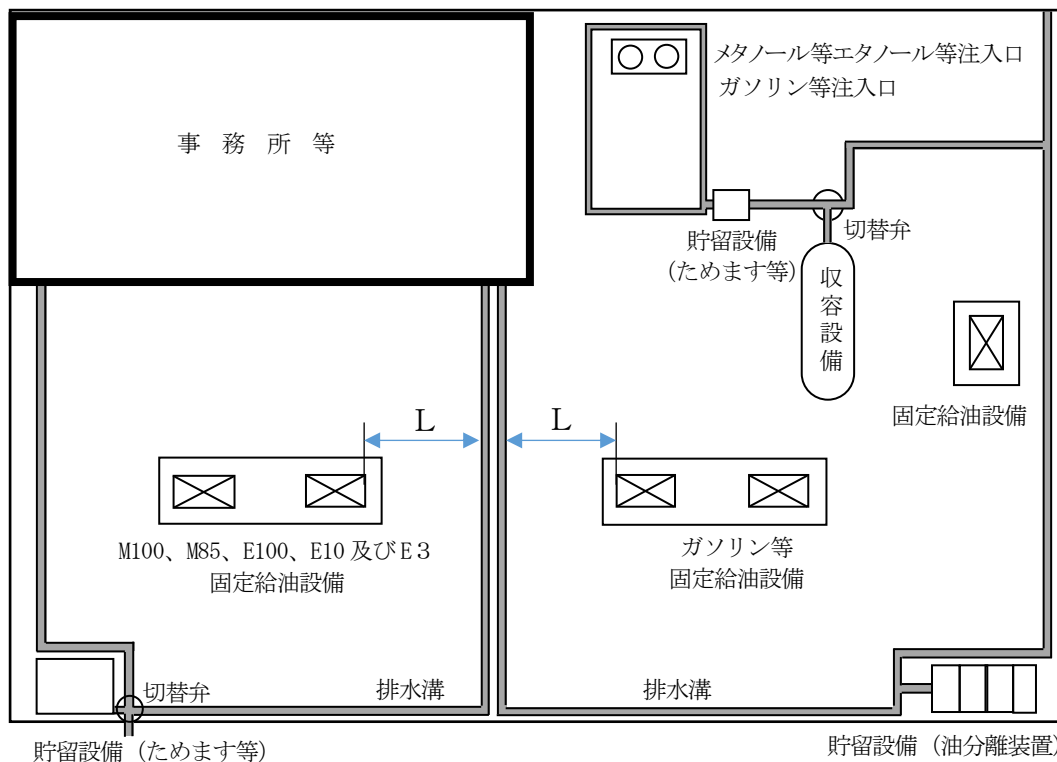 事 務 所 等
メタノール等エタノール等注入口
ガソリン等注入口
切替弁
貯留設備
(ためます等)
収容設備
固定給油設備
L
L
M100、M85、E100、E10 及びE3
固定給油設備
ガソリン等
固定給油設備
切替弁
排水溝
排水溝
貯留設備（ためます等）
貯留設備（油分離装置）